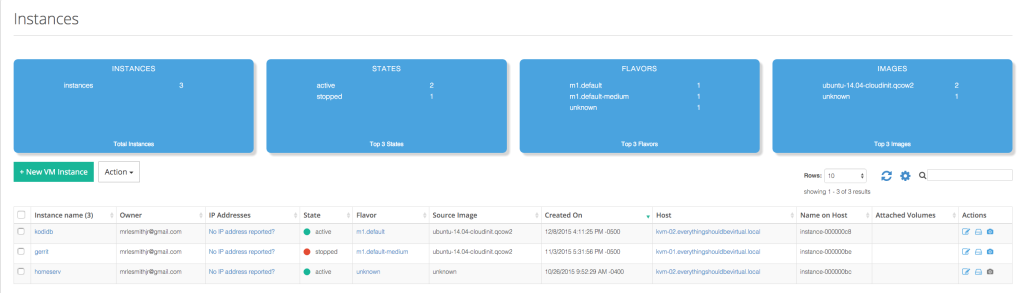 Instances
INSTANCES
instances 3
Total Instances
STATES
active 2
stopped 1
Top 3 States
FLAVORS
m1.default 1
m1.default-medium 1
unknown 1
Top 3 Flavors
IMAGES
ubuntu-14.04-cloudinit.qcow2 2
unknown 1
Top 3 Images
+ New VM Instance Action
Rows: 10
showing 1 - 3 of 3 results
Instance name (3) Owner IP Addresses State Flavor Source Image Created On Host Name on Host Attached Volumes Actions
kodidb mrlesmithjr@gmail.com No IP address reported? active m1.default ubuntu-14.04-cloudinit.qcow2 12/8/2015 4:11:25 PM -0500 kvm-02.everythingshouldbevirtual.local instance-000000c8
mrlesmithjr@gmail.com No IP address reported? stopped m1.default-medium ubuntu-14.04-cloudinit.qcow2 11/3/2015 5:31:56 PM -0500 kvm-01.everythingshouldbevirtual.local instance-000000be
homeserv mrlesmithjr@gmail.com No IP address reported? active unknown unknown 10/26/2015 9:52:29 AM -0400 kvm-02.everythingshouldbevirtual.local instance-000000bc